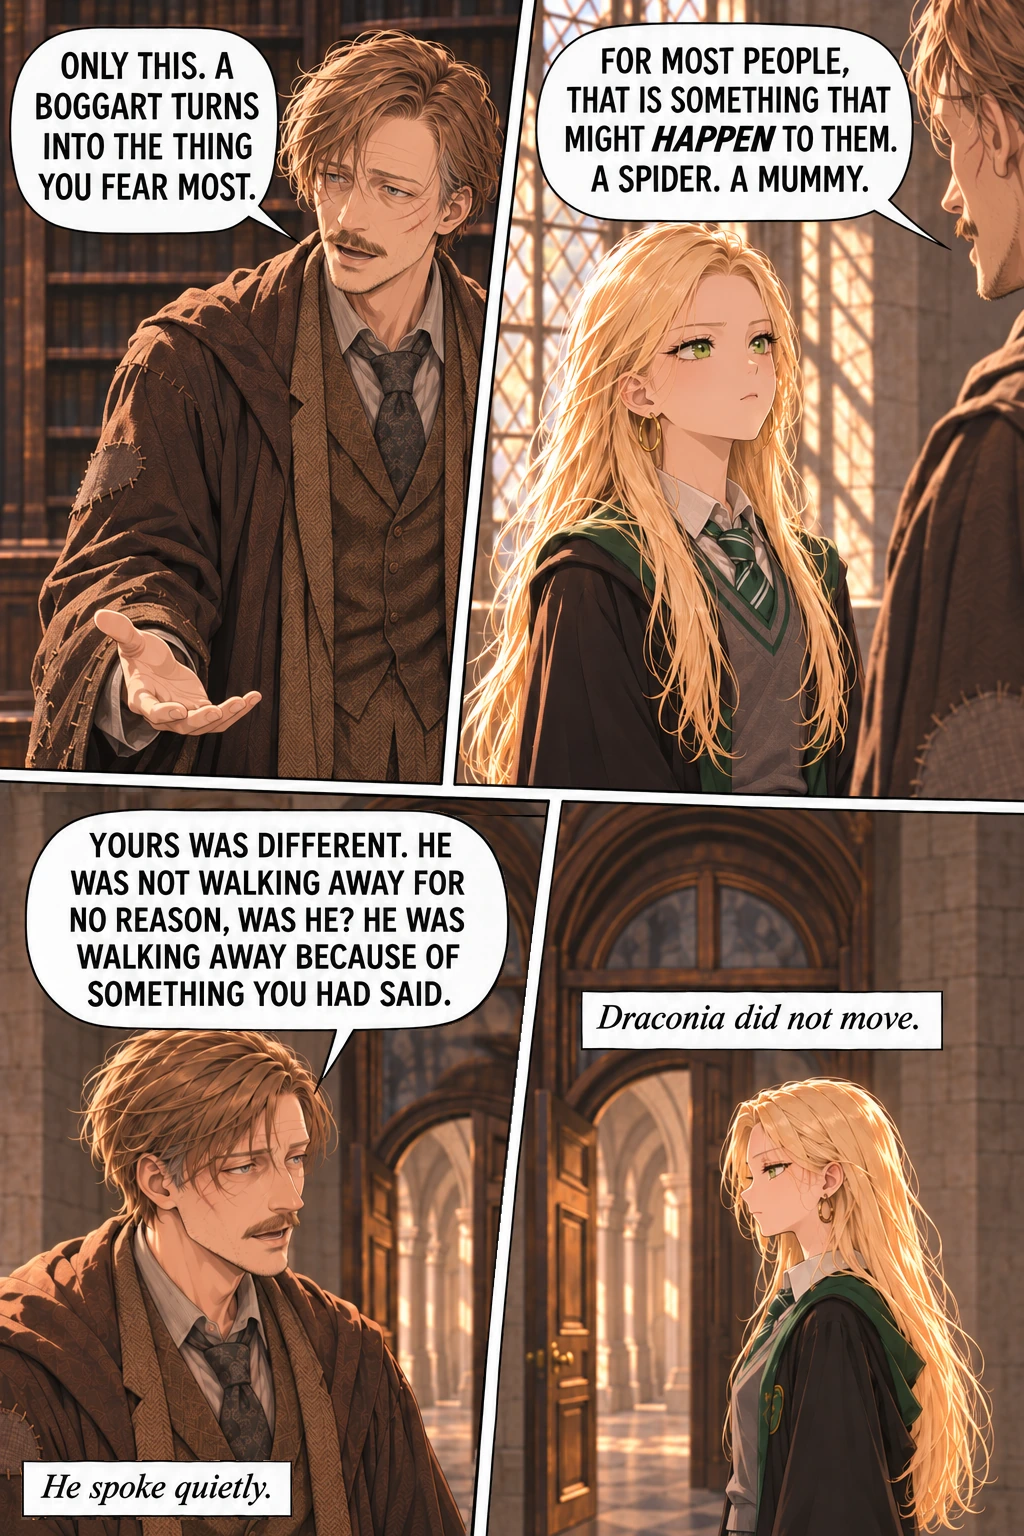 ONLY THIS. A
BOGGART TURNS
INTO THE THING
YOU FEAR MOST.
FOR MOST PEOPLE,
THAT IS SOMETHING THAT
MIGHT HAPPEN TO THEM.
A SPIDER. A MUMMY.
YOURS WAS DIFFERENT. HE
WAS NOT WALKING AWAY FOR
NO REASON, WAS HE? HE WAS
WALKING AWAY BECAUSE OF
SOMETHING YOU HAD SAID.
He spoke quietly.
Draconia did not move.